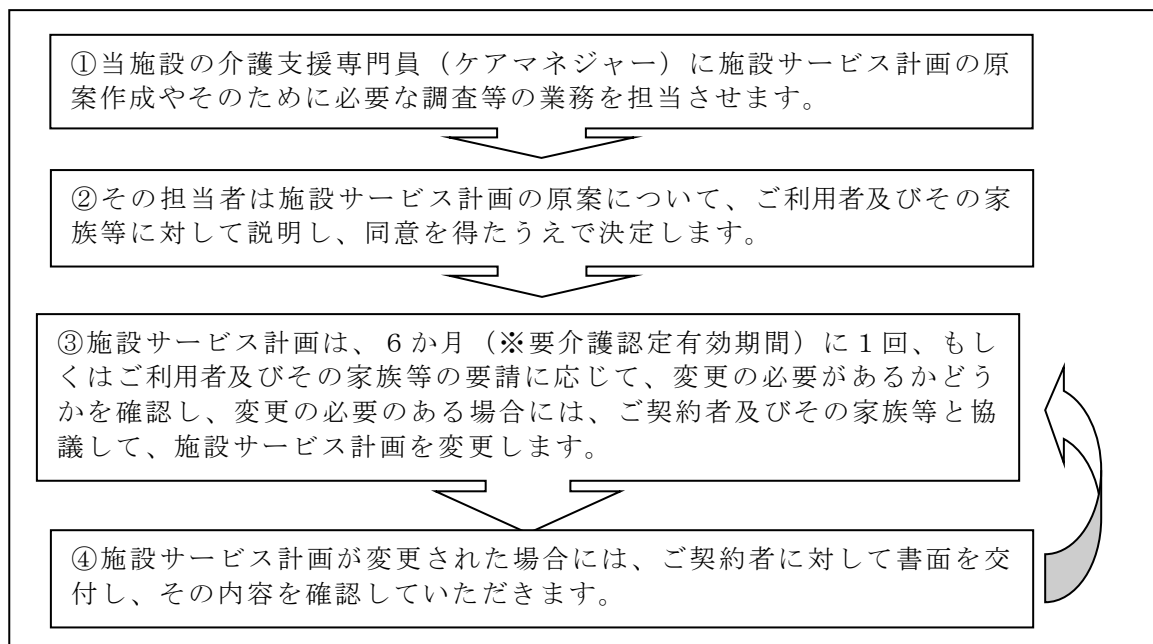 ①当施設の介護支援専門員（ケアマネジャー）に施設サービス計画の原
案作成やそのために必要な調査等の業務を担当させます。
②その担当者は施設サービス計画の原案について、ご利用者及びその家
族等に対して説明し、同意を得たうえで決定します。
③施設サービス計画は、６か月（※要介護認定有効期間）に１回、もし
くはご利用者及びその家族等の要請に応じて、変更の必要があるかどう
かを確認し、変更の必要のある場合には、ご契約者及びその家族等と協
議して、施設サービス計画を変更します。
④施設サービス計画が変更された場合には、ご契約者に対して書面を交
付し、その内容を確認していただきます。